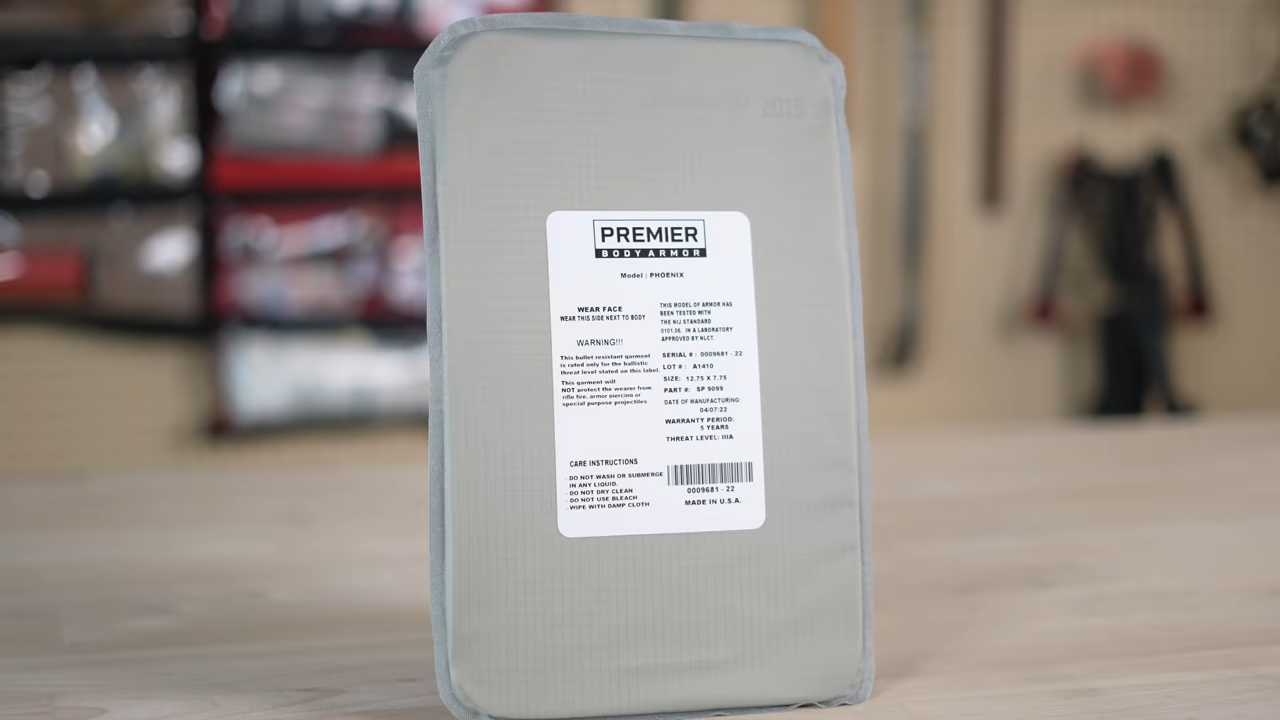 PREMIER
BODY ARMOR
Model : PHOENIX
WEAR FACE
WEAR THIS SIDE NEXT TO BODY
WARNING!!!
This bullet resistant garment
is rated only for the ballistic
threat level stated on this label.
This garment will
NOT protect the wearer from
rifle fire, armor piercing or
special purpose projectiles
THIS MODEL OF ARMOR HAS
BEEN TESTED WITH
THE NIJ STANDARD
0101.06, IN A LABORATORY
APPROVED BY NLCT.
SERIAL # : 0009681 - 22
LOT # : A1410
SIZE: 12.75 X 7.75
PART #: SP 9099
DATE OF MANUFACTURING:
04/07/22
WARRANTY PERIOD:
5 YEARS
THREAT LEVEL: IIIA
CARE INSTRUCTIONS
- DO NOT WASH OR SUBMERGE
IN ANY LIQUID.
- DO NOT DRY CLEAN
- DO NOT USE BLEACH
- WIPE WITH DAMP CLOTH
0009681 - 22
MADE IN U.S.A.